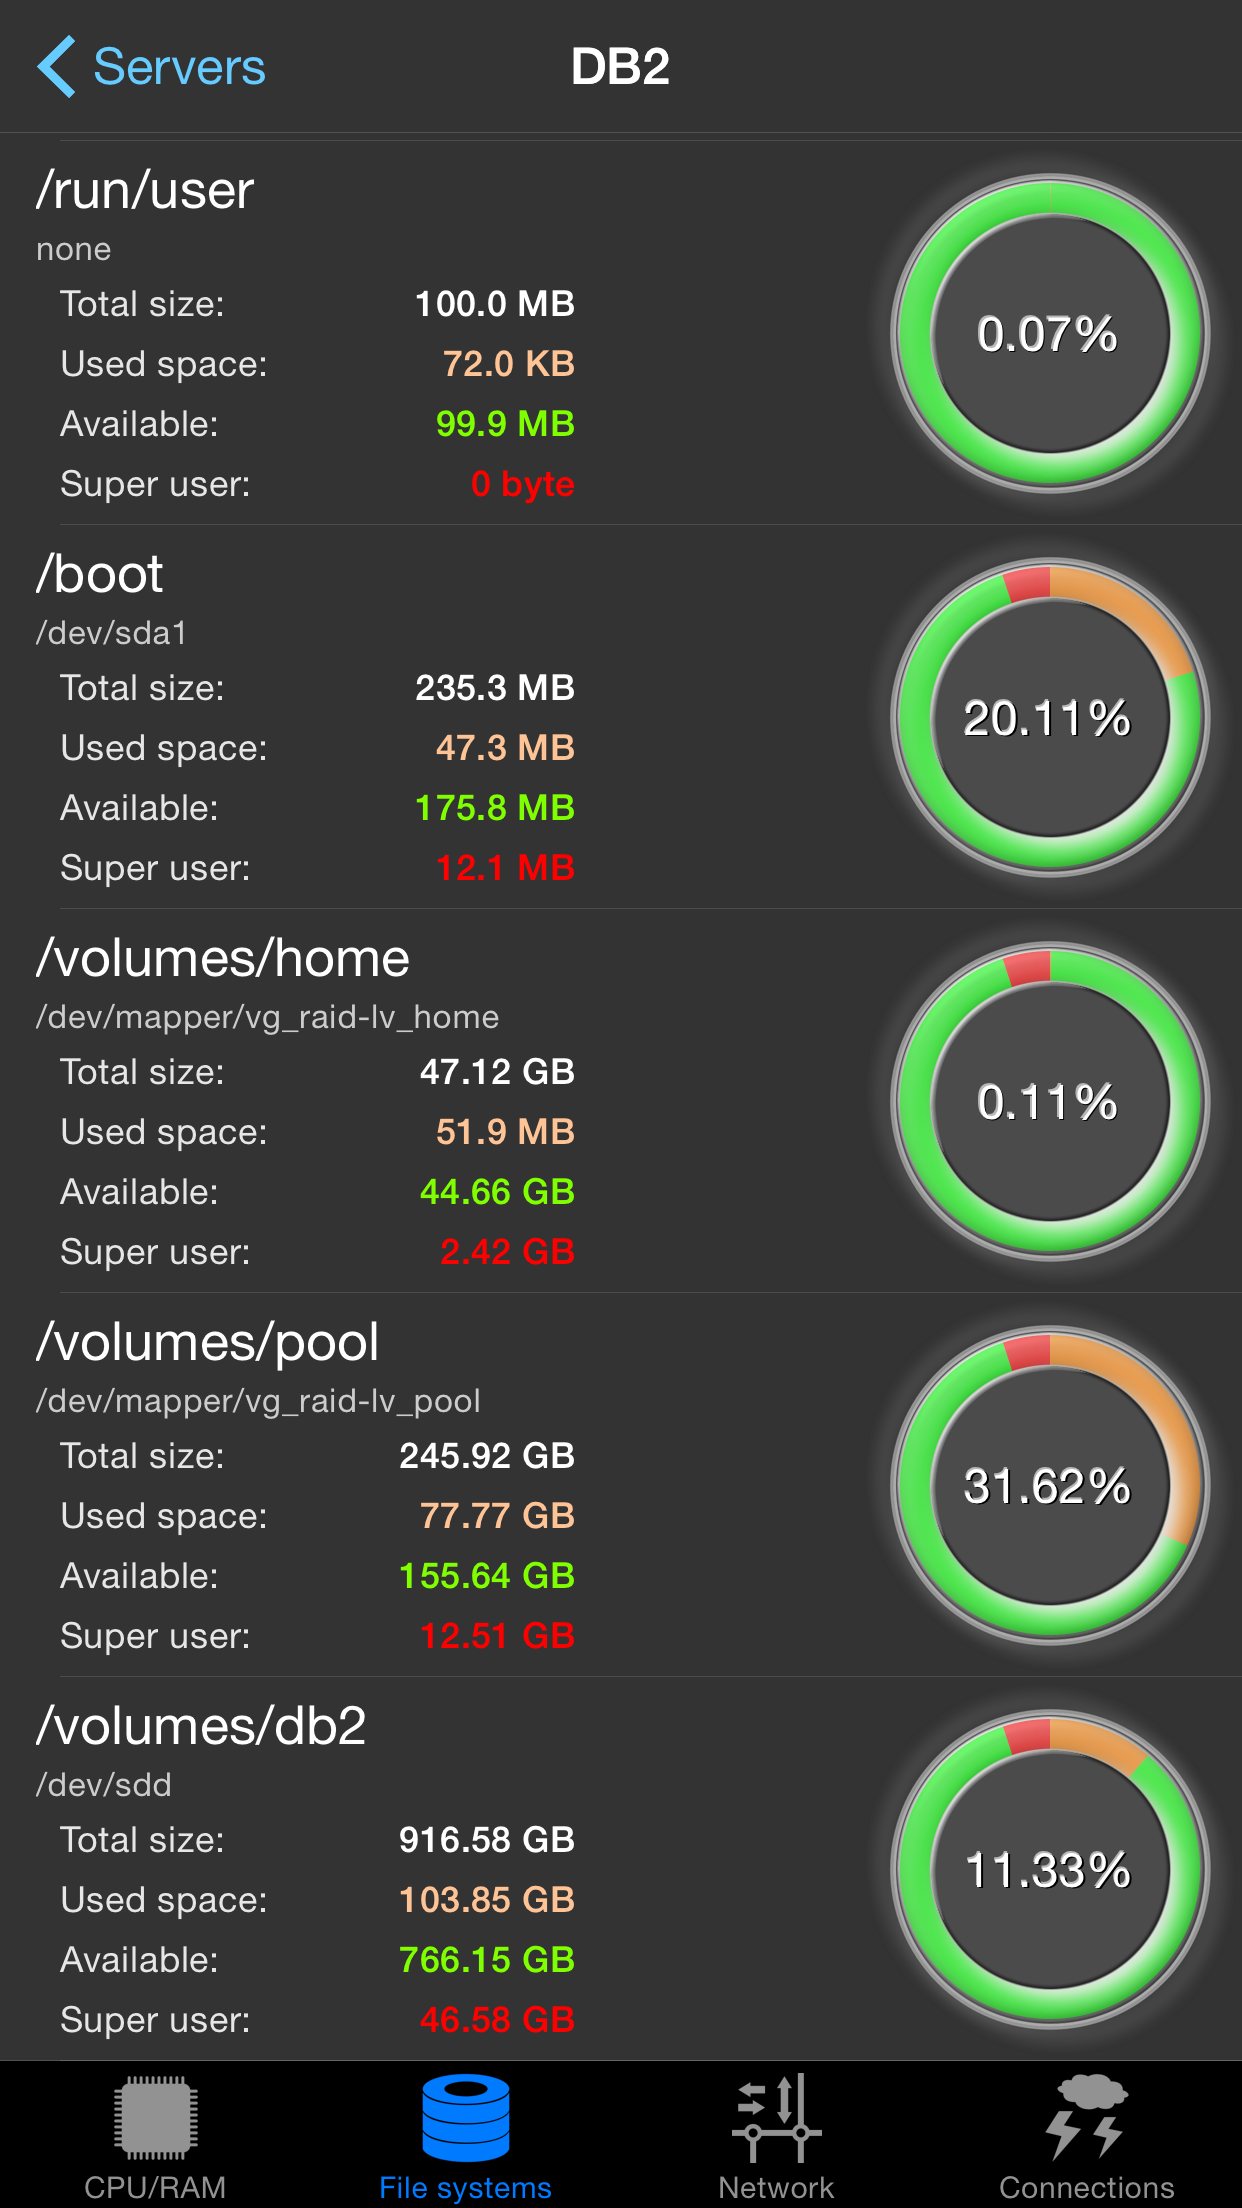 Servers
DB2
/run/user
none
Total size: 100.0 MB
Used space: 72.0 KB
Available: 99.9 MB
Super user: 0 byte
0.07%
/boot
/dev/sda1
Total size: 235.3 MB
Used space: 47.3 MB
Available: 175.8 MB
Super user: 12.1 MB
20.11%
/volumes/home
/dev/mapper/vg_raid-lv_home
Total size: 47.12 GB
Used space: 51.9 MB
Available: 44.66 GB
Super user: 2.42 GB
0.11%
/volumes/pool
/dev/mapper/vg_raid-lv_pool
Total size: 245.92 GB
Used space: 77.77 GB
Available: 155.64 GB
Super user: 12.51 GB
31.62%
/volumes/db2
/dev/sdd
Total size: 916.58 GB
Used space: 103.85 GB
Available: 766.15 GB
Super user: 46.58 GB
11.33%
CPU/RAM
File systems
Network
Connections